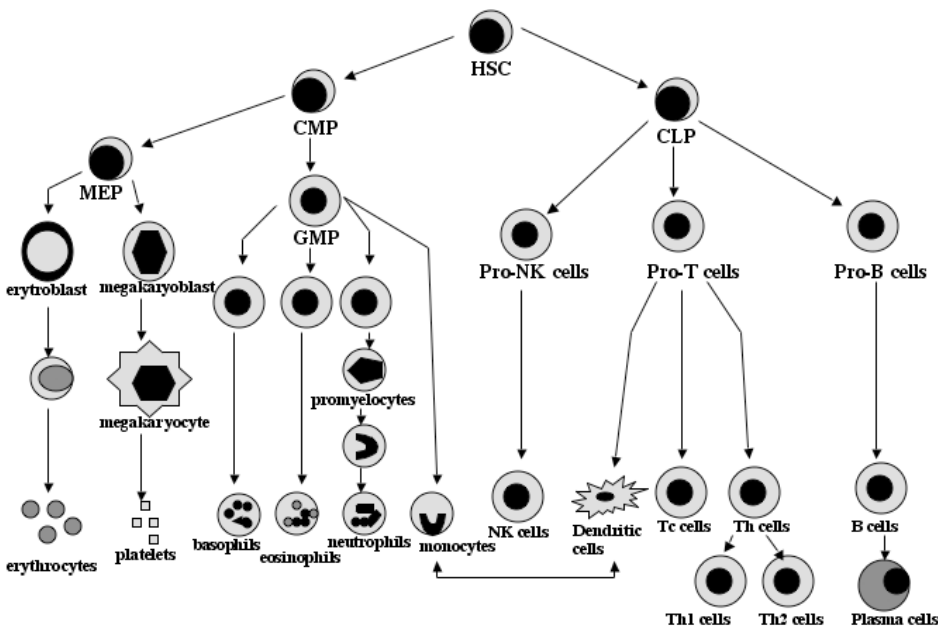 HSC
CMP
CLP
MEP
GMP
Pro-NK cells
Pro-T cells
Pro-B cells
erytroblast
megakaryoblast
promyelocytes
megakaryocyte
erythrocytes
platelets
basophils
eosinophils
neutrophils
monocytes
NK cells
Dendritic
cells
Tc cells
Th cells
B cells
Th1 cells
Th2 cells
Plasma cells